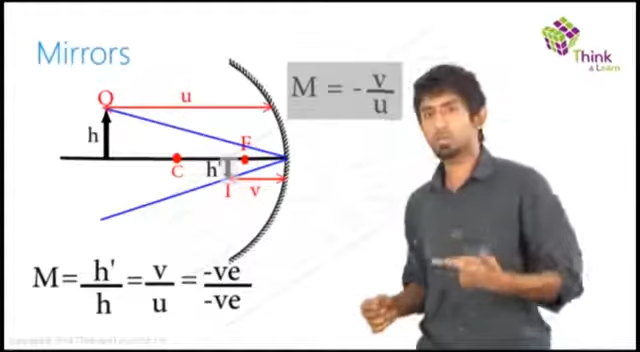 Mirrors
Think
& Learn
M = - v/u
O
u
h
C
h'
F
I
v
M = h'/h = v/u = -ve/-ve